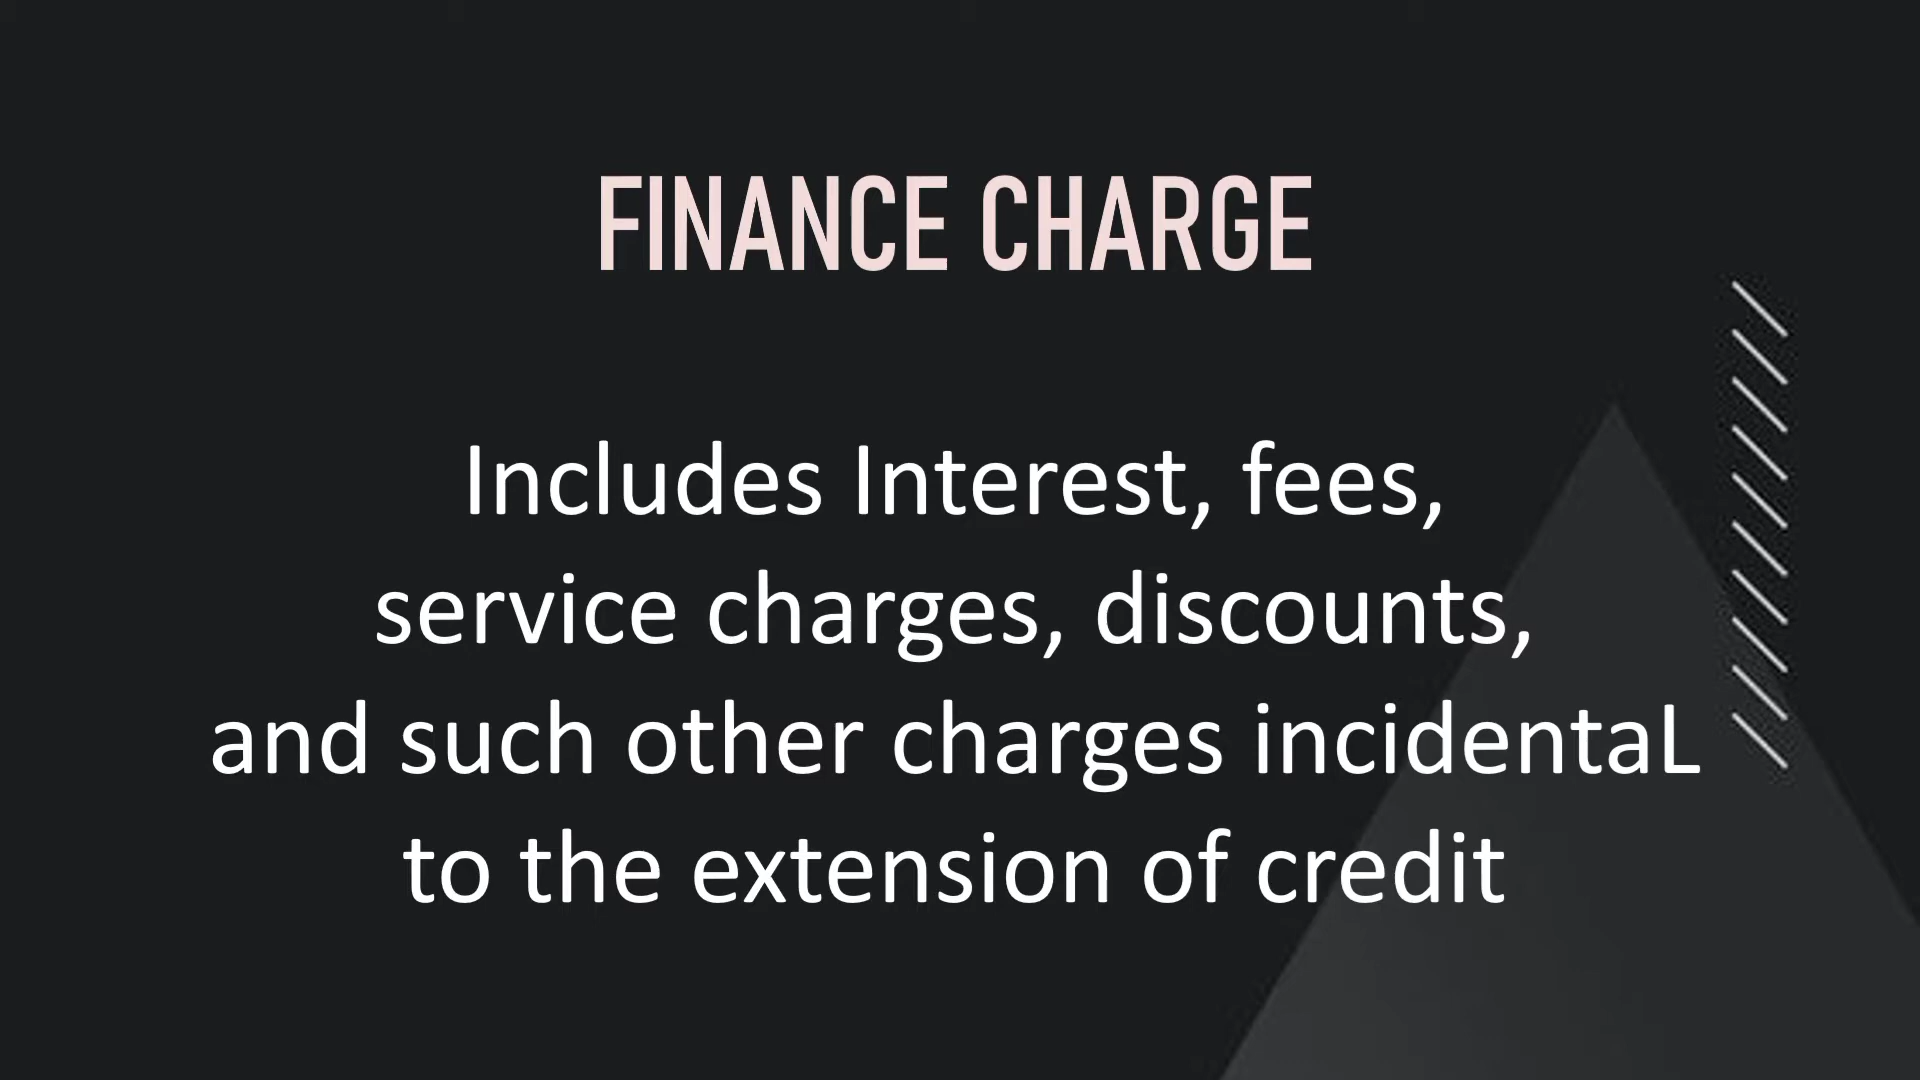 FINANCE CHARGE
Includes Interest, fees,
service charges, discounts,
and such other charges incidentaL
to the extension of credit